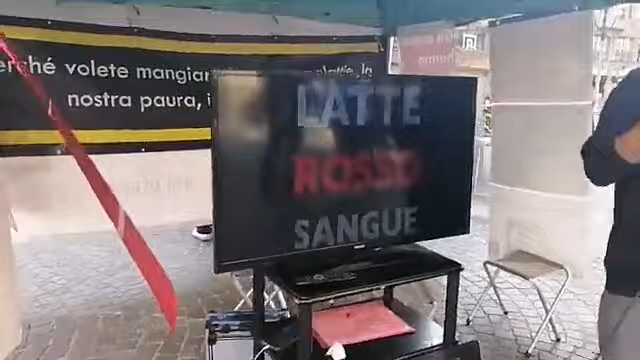 erché volete mangiar
nostra paura, i
LATTE
ROSSO
SANGUE